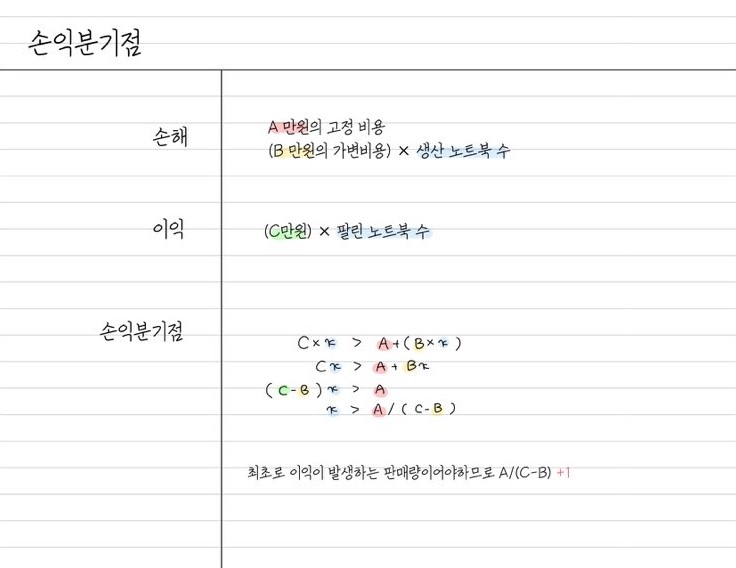 손익분기점
손해
A 만원의 고정 비용
(B 만원의 가변비용) × 생산 노트북 수
이익
(C만원) × 팔린 노트북 수
손익분기점
C×x > A+(B×x)
Cx > A+Bx
(C-B)x > A
x > A/(C-B)
최초로 이익이 발생하는 판매량이어야하므로 A/(C-B) +1